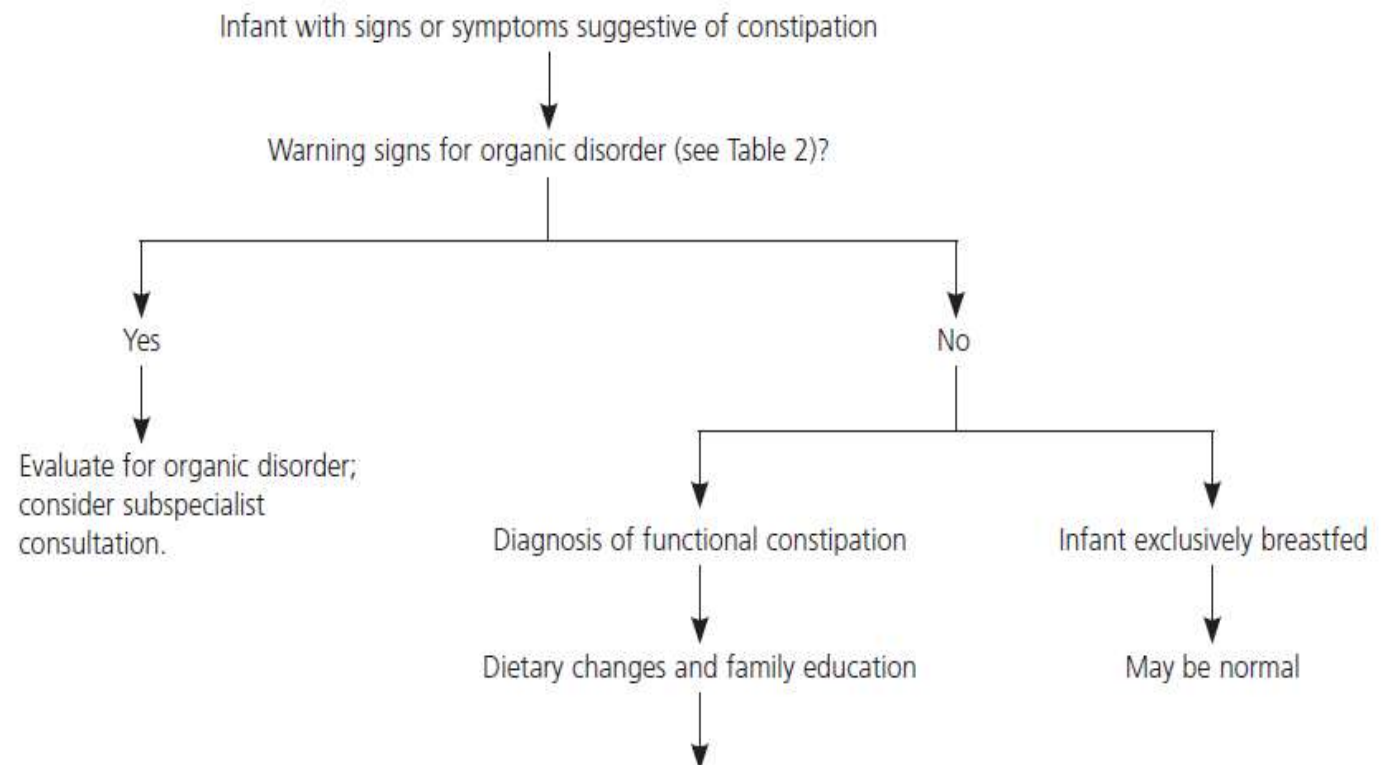 Infant with signs or symptoms suggestive of constipation
Warning signs for organic disorder (see Table 2)?
Yes
No
Evaluate for organic disorder;
consider subspecialist
consultation.
Diagnosis of functional constipation
Infant exclusively breastfed
Dietary changes and family education
May be normal